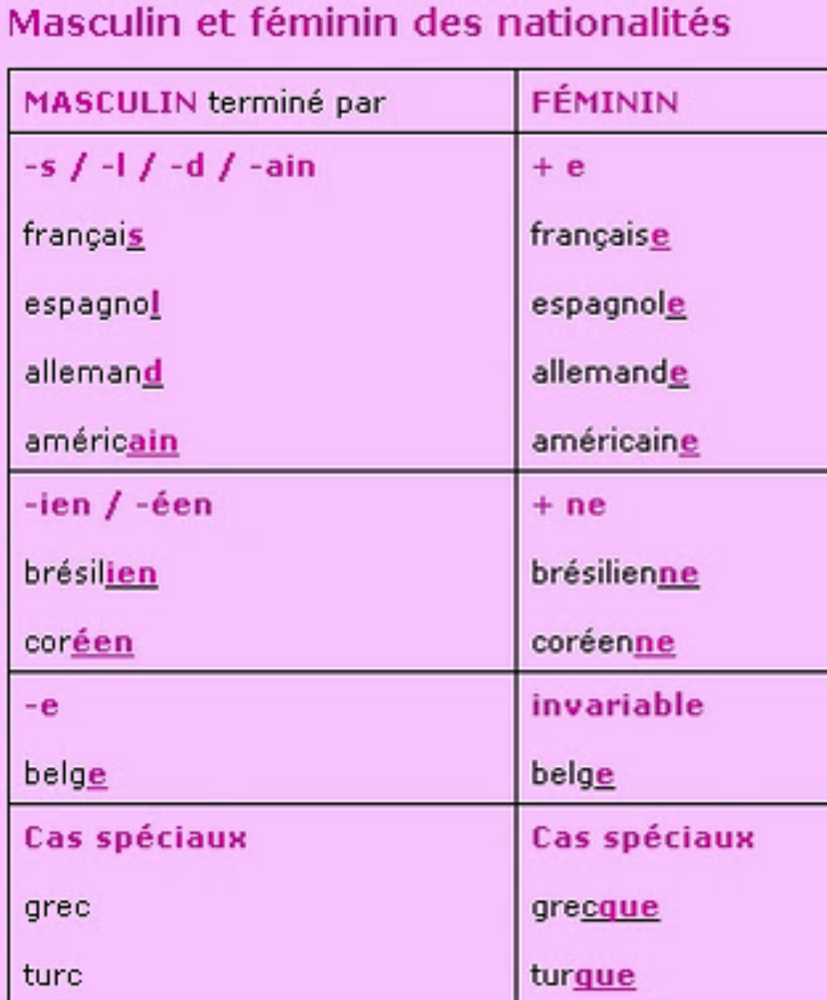 Masculin et féminin des nationalités
MASCULIN terminé par FÉMININ
-s / -l / -d / -ain + e
français française
espagnol espagnole
allemand allemande
américain américaine
-ien / -éen + ne
brésilien brésilienne
coréen coréenne
-e invariable
belge belge
Cas spéciaux Cas spéciaux
grec grecque
turc turque